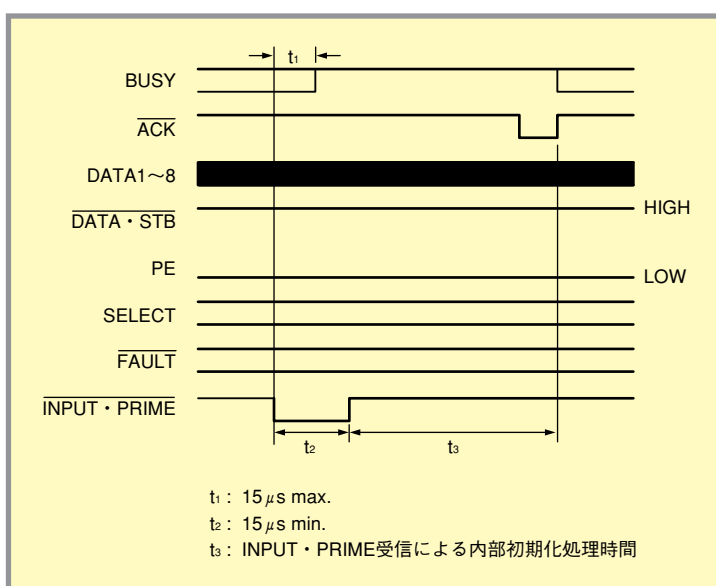 t₁
BUSY
ACK
DATA1～8
DATA・STB
HIGH
PE
LOW
SELECT
FAULT
INPUT・PRIME
t₂
t₃
t₁： 15μs max.
t₂： 15μs min.
t₃： INPUT・PRIME受信による内部初期化処理時間